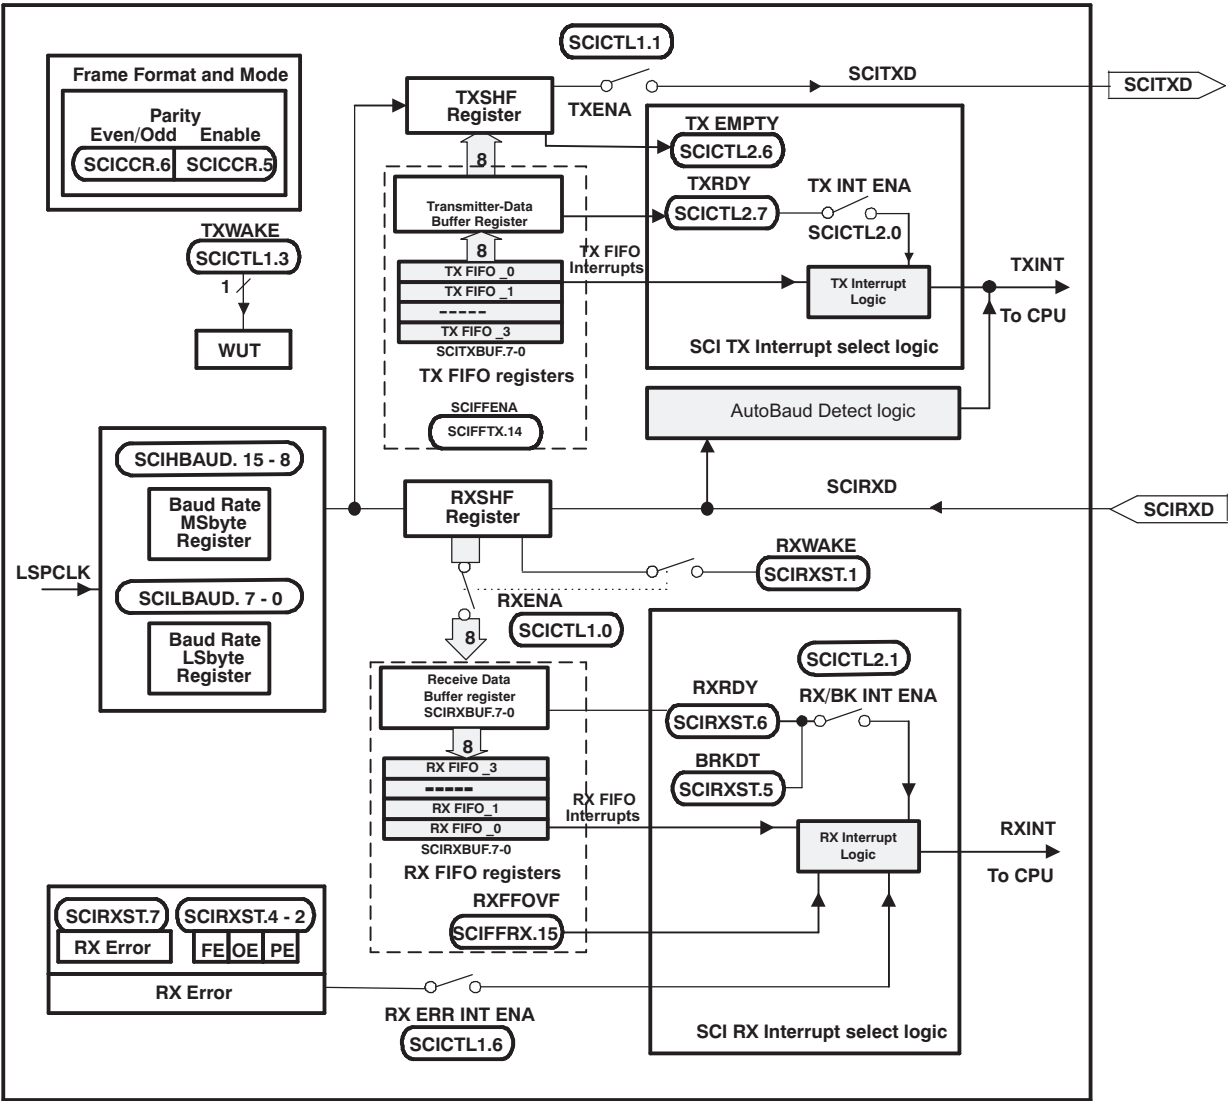 SCICTL1.1
Frame Format and Mode
Parity
Even/Odd Enable
SCICCR.6 SCICCR.5
TXSHF
Register
TXENA
SCITXD
SCITXD
8
TX EMPTY
SCICTL2.6
TXRDY
SCICTL2.7
TX INT ENA
SCICTL2.0
Transmitter-Data
Buffer Register
8
TX FIFO
Interrupts
TX FIFO _0
TX FIFO _1
-----
TX FIFO _3
SCITXBUF.7-0
TX FIFO registers
SCIFFENA
SCIFFTX.14
TX Interrupt
Logic
SCI TX Interrupt select logic
TXINT
To CPU
TXWAKE
SCICTL1.3
1
WUT
AutoBaud Detect logic
SCIHBAUD. 15 - 8
Baud Rate
MSbyte
Register
LSPCLK
SCILBAUD. 7 - 0
Baud Rate
LSbyte
Register
RXSHF
Register
SCIRXD
SCIRXD
RXWAKE
SCIRXST.1
RXENA
SCICTL1.0
8
Receive Data
Buffer register
SCIRXBUF.7-0
8
RX FIFO _3
-----
RX FIFO _1
RX FIFO _0
SCIRXBUF.7-0
RX FIFO registers
RX FIFO
Interrupts
RXFFOVF
SCIFFRX.15
SCICTL2.1
RXRDY
RX/BK INT ENA
SCIRXST.6
BRKDT
SCIRXST.5
RX Interrupt
Logic
RXINT
To CPU
SCI RX Interrupt select logic
SCIRXST.7 SCIRXST.4 - 2
RX Error FE OE PE
RX Error
RX ERR INT ENA
SCICTL1.6